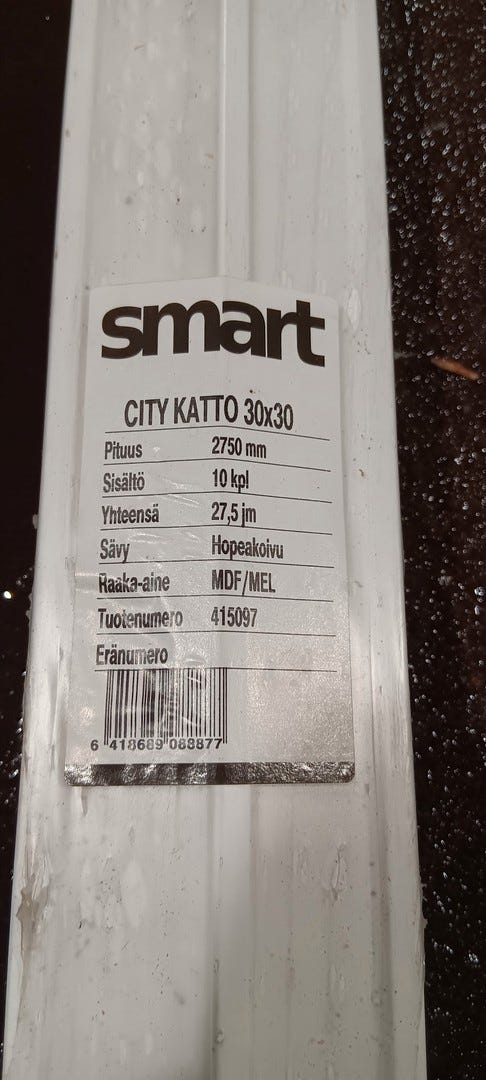 smart
CITY KATTO 30x30
Pituus 2750 mm
Sisältö 10 kpl
Yhteensä 27,5 jm
Sävy Hopeakoivu
Raaka-aine MDF/MEL
Tuotenumero 415097
Eränumero
6 418689 088877